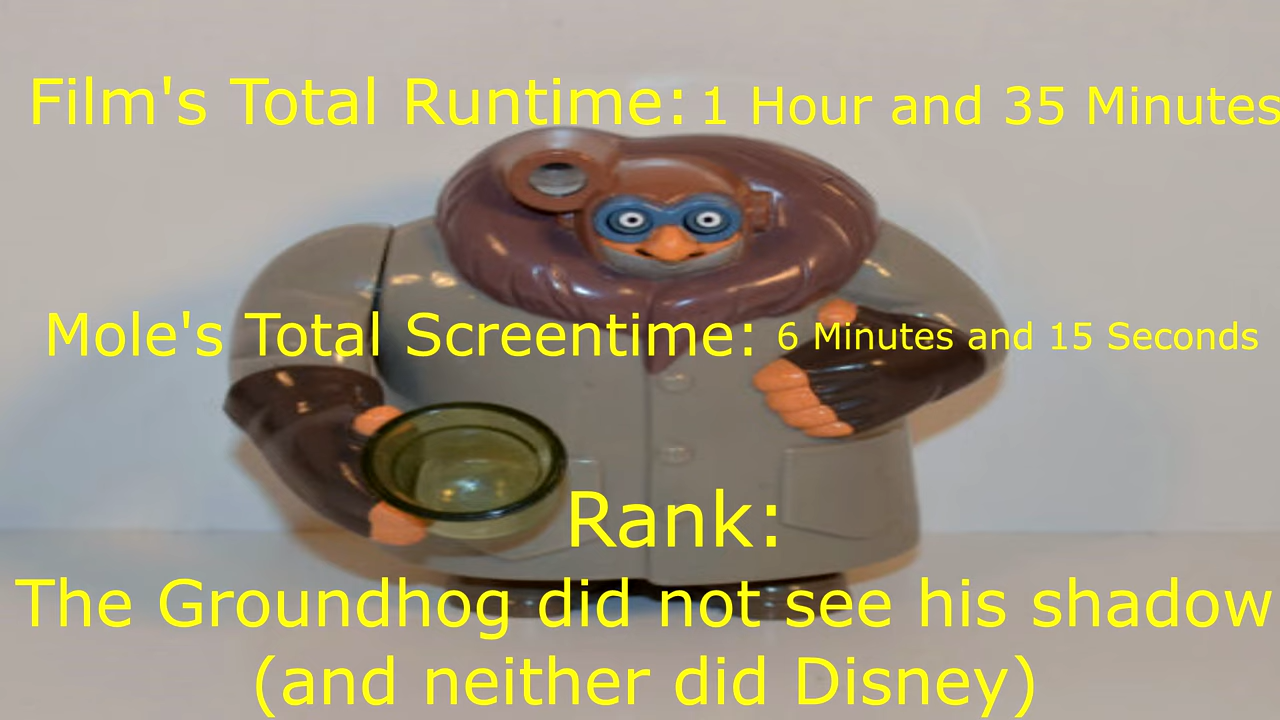 Film's Total Runtime: 1 Hour and 35 Minutes
Mole's Total Screentime: 6 Minutes and 15 Seconds
Rank:
The Groundhog did not see his shadow
(and neither did Disney)